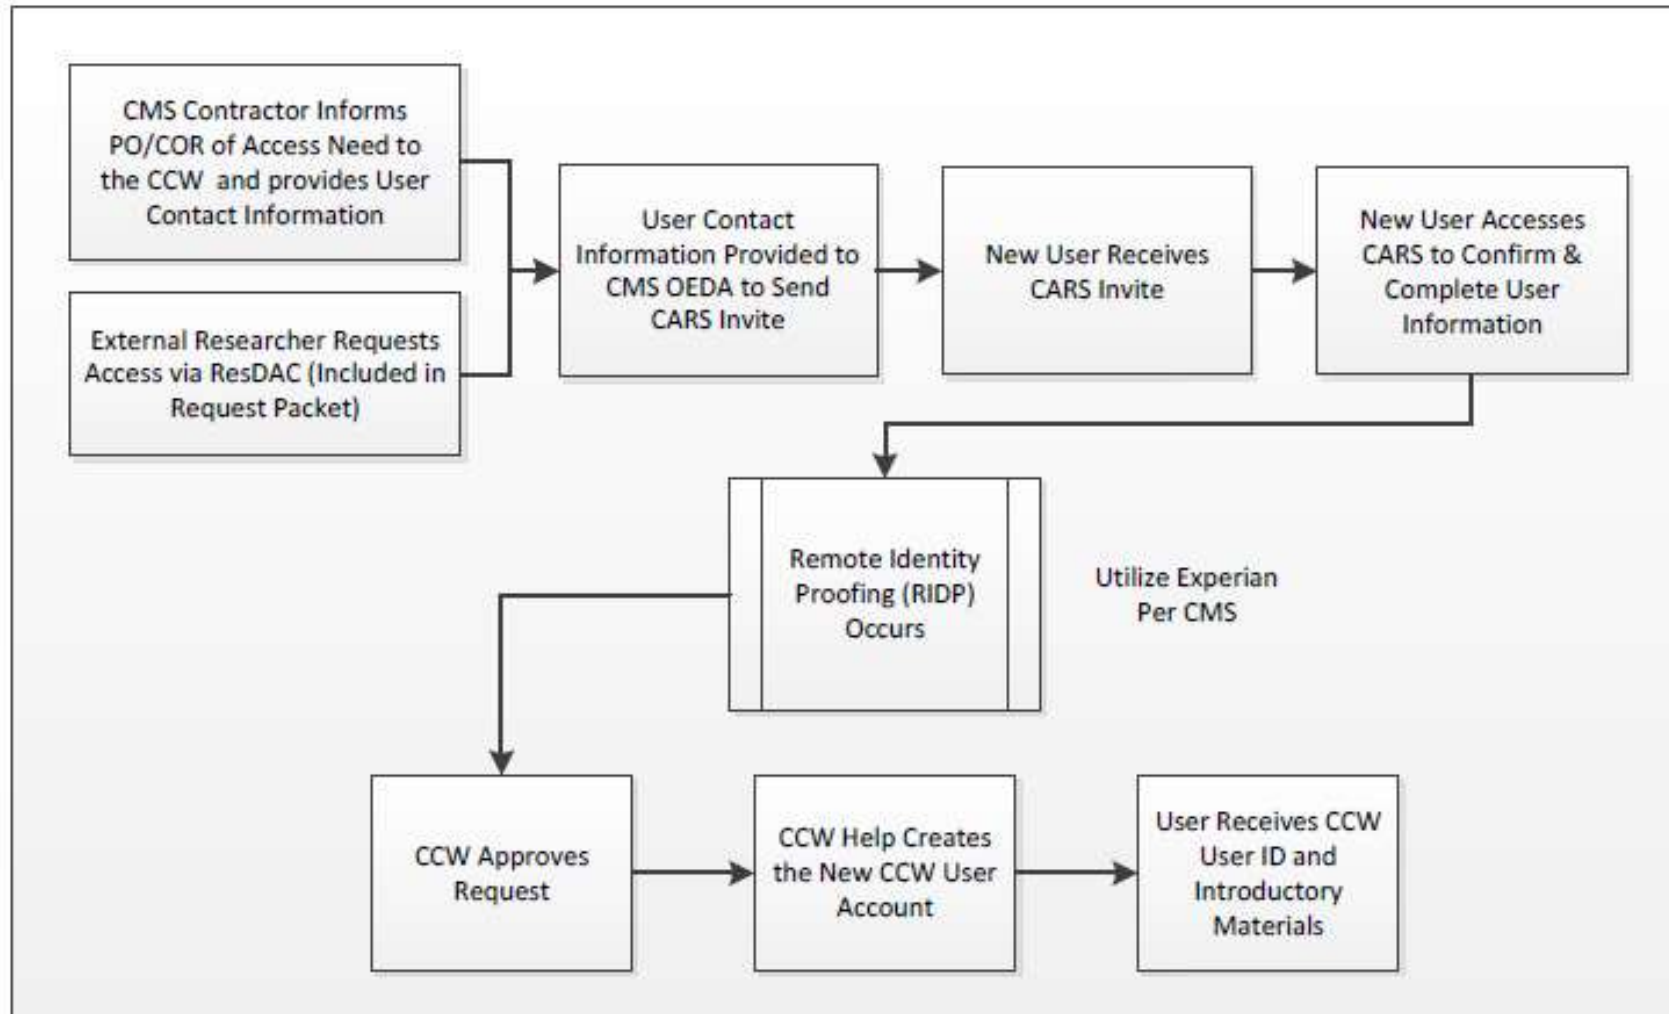 CMS Contractor Informs
PO/COR of Access Need to
the CCW and provides User
Contact Information
External Researcher Requests
Access via ResDAC (Included in
Request Packet)
User Contact
Information Provided to
CMS OEDA to Send
CARS Invite
New User Receives
CARS Invite
New User Accesses
CARS to Confirm &
Complete User
Information
Remote Identity
Proofing (RIDP)
Occurs
Utilize Experian
Per CMS
CCW Approves
Request
CCW Help Creates
the New CCW User
Account
User Receives CCW
User ID and
Introductory
Materials